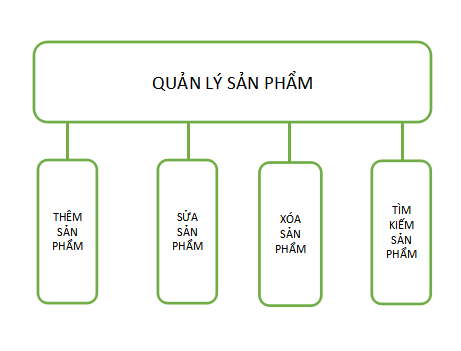 QUẢN LÝ SẢN PHẨM
THÊM
SẢN
PHẨM
SỬA
SẢN
PHẨM
XÓA
SẢN
PHẨM
TÌM
KIẾM
SẢN
PHẨM